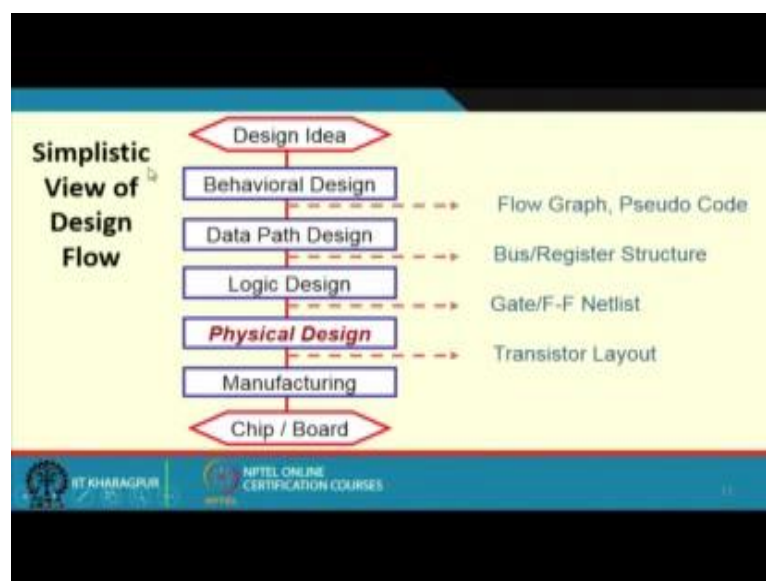 Simplistic
View of
Design
Flow
Design Idea
Behavioral Design
Flow Graph, Pseudo Code
Data Path Design
Bus/Register Structure
Logic Design
Gate/F-F Netlist
Physical Design
Transistor Layout
Manufacturing
Chip / Board
IIT KHARAGPUR
NPTEL ONLINE
CERTIFICATION COURSES
NPTEL